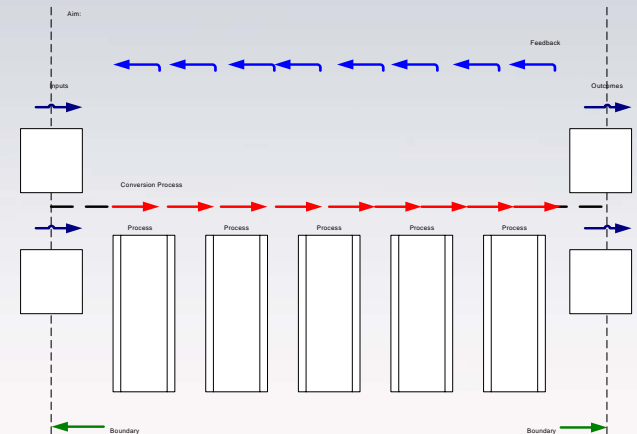 Aim:
Feedback
Inputs
Outcomes
Conversion Process
Process
Process
Process
Process
Process
Boundary
Boundary